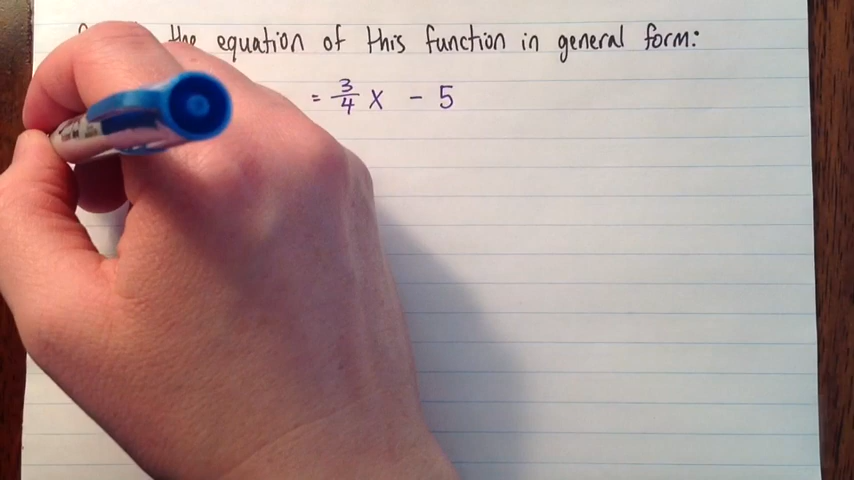 the equation of this function in general form:
= 3/4 x - 5